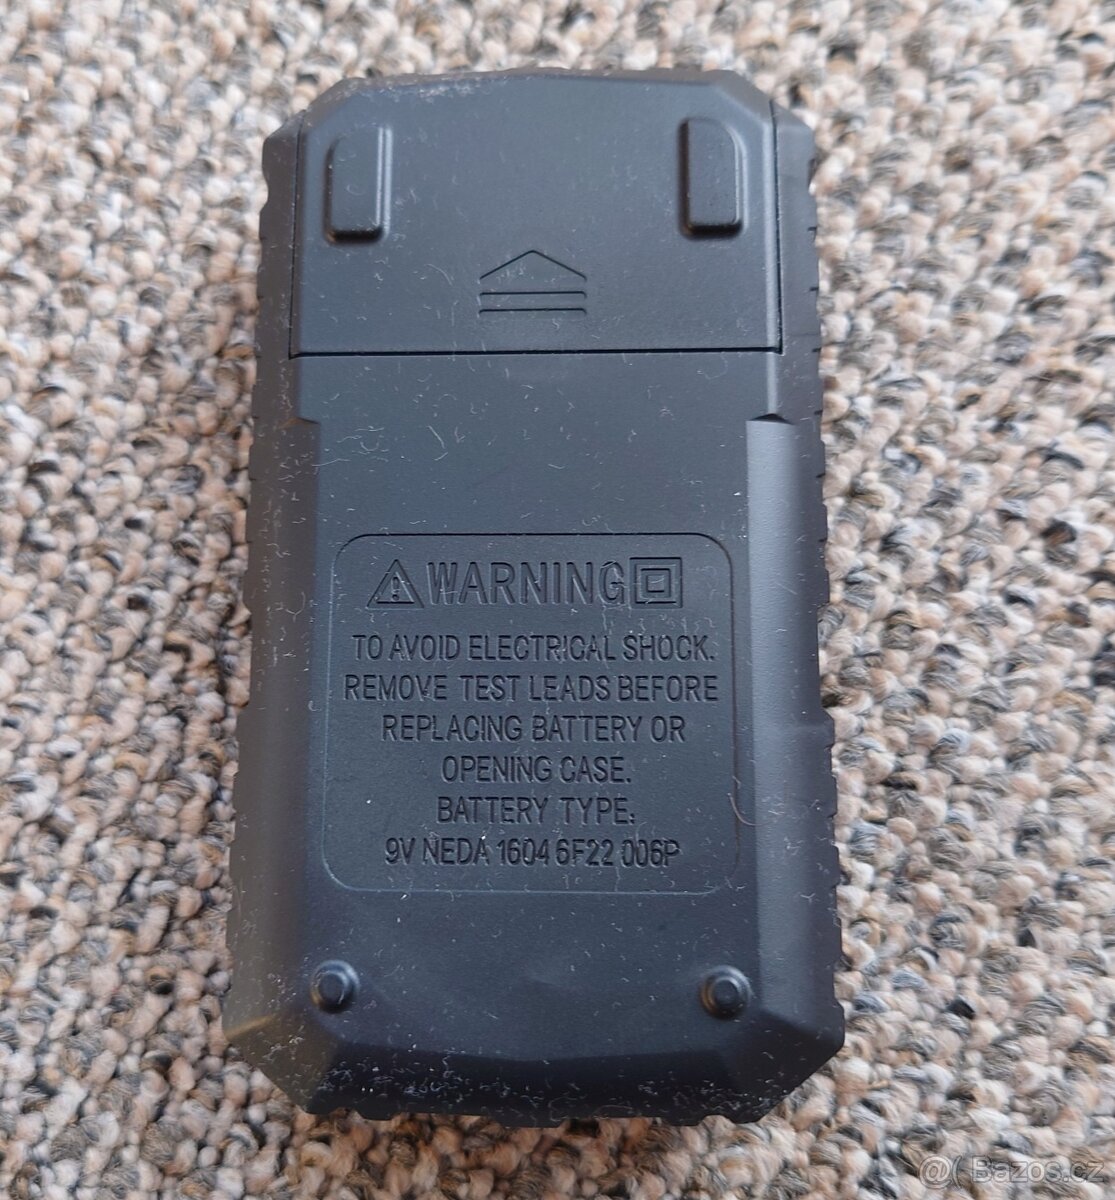 WARNING
TO AVOID ELECTRICAL SHOCK.
REMOVE TEST LEADS BEFORE
REPLACING BATTERY OR
OPENING CASE.
BATTERY TYPE:
9V NEDA 1604 6F22 006P
@( Bazos.cz